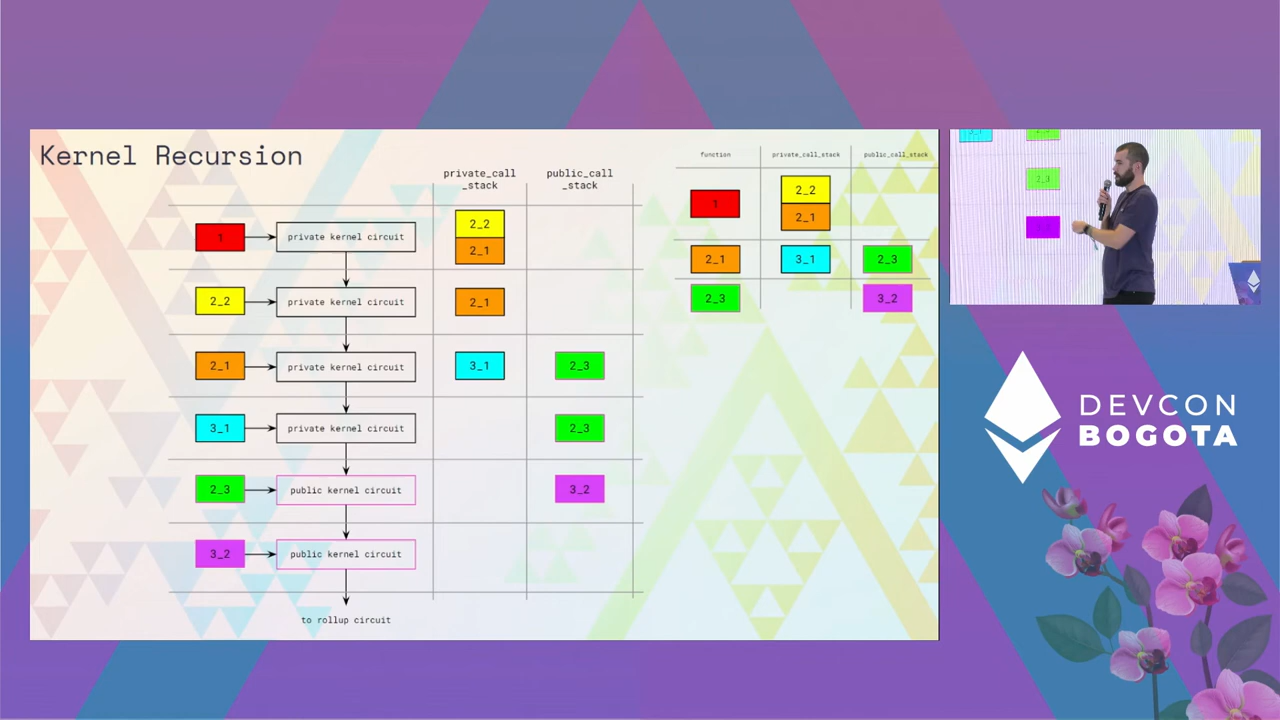 Kernel Recursion
private_call
_stack
public_call
_stack
1
private kernel circuit
2_2
2_1
2_2
private kernel circuit
2_1
2_1
private kernel circuit
3_1
2_3
3_1
private kernel circuit
2_3
2_3
public kernel circuit
3_2
3_2
public kernel circuit
to rollup circuit
function
private_call_stack
public_call_stack
1
2_2
2_1
2_1
3_1
2_3
2_3
3_2
2_3
DEVCON
BOGOTA